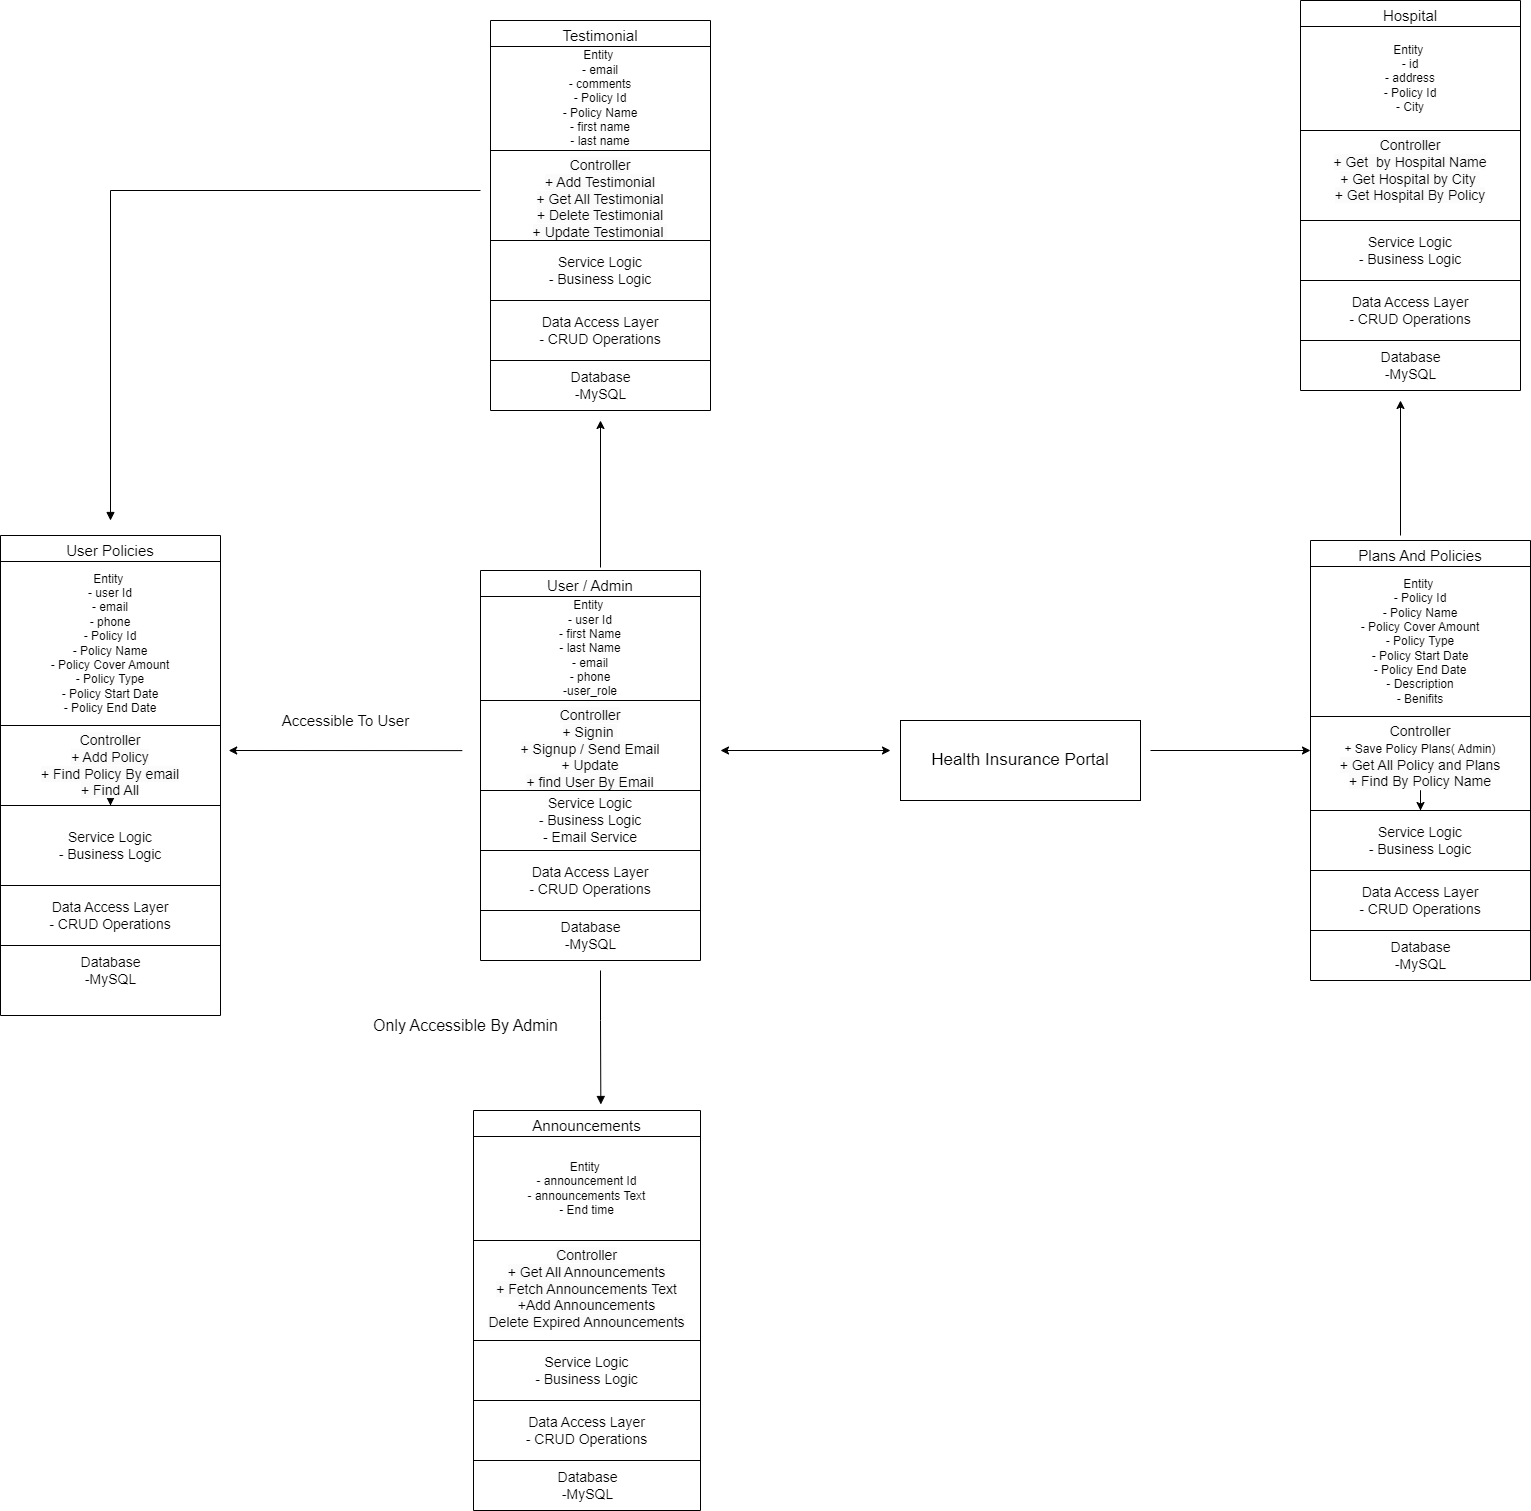 Testimonial
Entity
- email
- comments
- Policy Id
- Policy Name
- first name
- last name
Controller
+ Add Testimonial
+ Get All Testimonial
+ Delete Testimonial
+ Update Testimonial
Service Logic
- Business Logic
Data Access Layer
- CRUD Operations
Database
-MySQL
Hospital
Entity
- id
- address
- Policy Id
- City
Controller
+ Get  by Hospital Name
+ Get Hospital by City
+ Get Hospital By Policy
Service Logic
- Business Logic
Data Access Layer
- CRUD Operations
Database
-MySQL
User Policies
Entity
- user Id
- email
- phone
- Policy Id
- Policy Name
- Policy Cover Amount
- Policy Type
- Policy Start Date
- Policy End Date
Controller
+ Add Policy
+ Find Policy By email
+ Find All
Service Logic
- Business Logic
Data Access Layer
- CRUD Operations
Database
-MySQL
Accessible To User
User / Admin
Entity
- user Id
- first Name
- last Name
- email
- phone
-user_role
Controller
+ Signin
+ Signup / Send Email
+ Update
+ find User By Email
Service Logic
- Business Logic
- Email Service
Data Access Layer
- CRUD Operations
Database
-MySQL
Health Insurance Portal
Plans And Policies
Entity
- Policy Id
- Policy Name
- Policy Cover Amount
- Policy Type
- Policy Start Date
- Policy End Date
- Description
- Benifits
Controller
+ Save Policy Plans( Admin)
+ Get All Policy and Plans
+ Find By Policy Name
Service Logic
- Business Logic
Data Access Layer
- CRUD Operations
Database
-MySQL
Only Accessible By Admin
Announcements
Entity
- announcement Id
- announcements Text
- End time
Controller
+ Get All Announcements
+ Fetch Announcements Text
+Add Announcements
Delete Expired Announcements
Service Logic
- Business Logic
Data Access Layer
- CRUD Operations
Database
-MySQL